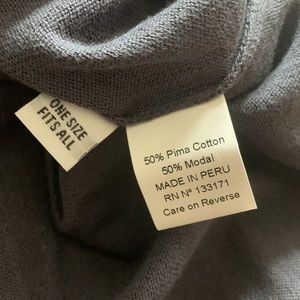 ONE SIZE
FITS ALL
50% Pima Cotton
50% Modal
MADE IN PERU
RN Nº 133171
Care on Reverse